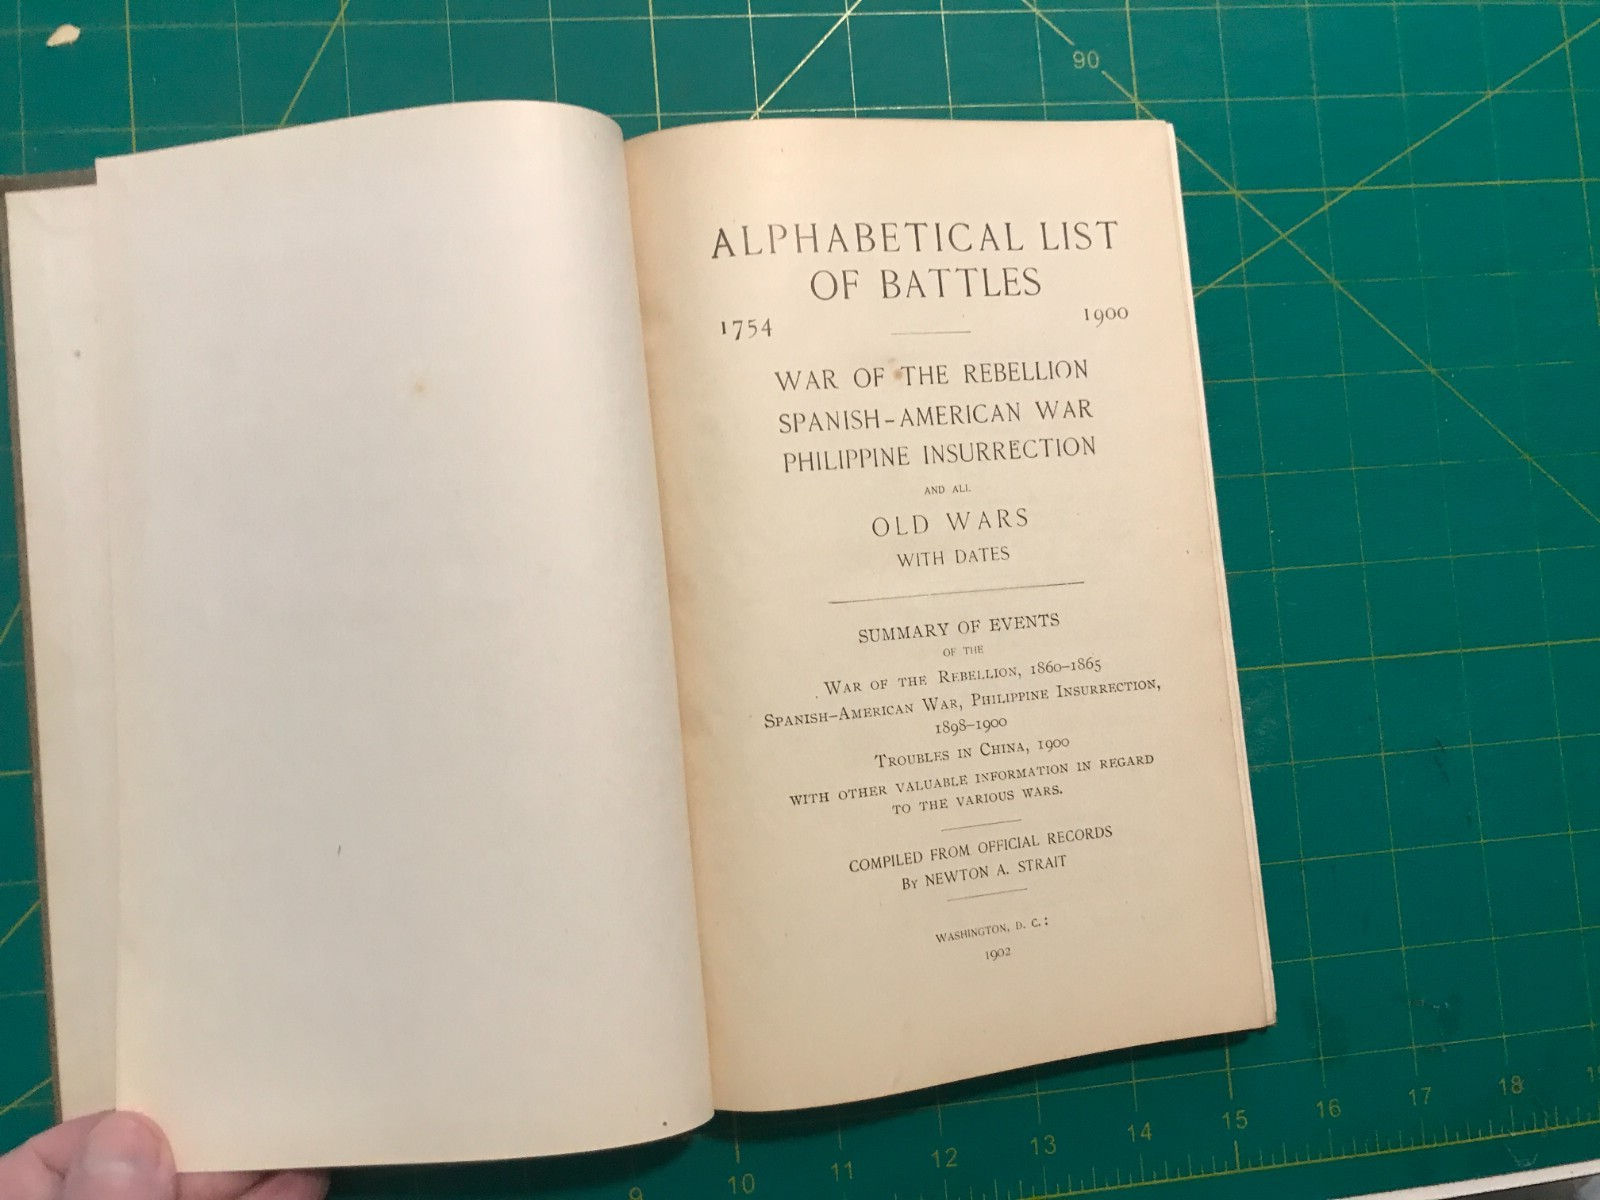 90
ALPHABETICAL LIST
OF BATTLES
1754 1900
WAR OF THE REBELLION
SPANISH-AMERICAN WAR
PHILIPPINE INSURRECTION
AND ALL
OLD WARS
WITH DATES
SUMMARY OF EVENTS
OF THE
WAR OF THE REBELLION, 1860–1865
SPANISH–AMERICAN WAR, PHILIPPINE INSURRECTION,
1898–1900
TROUBLES IN CHINA, 1900
WITH OTHER VALUABLE INFORMATION IN REGARD
TO THE VARIOUS WARS.
COMPILED FROM OFFICIAL RECORDS
By NEWTON A. STRAIT
WASHINGTON, D. C.:
1902
9 10 11 12 13 14 15 16 17 18